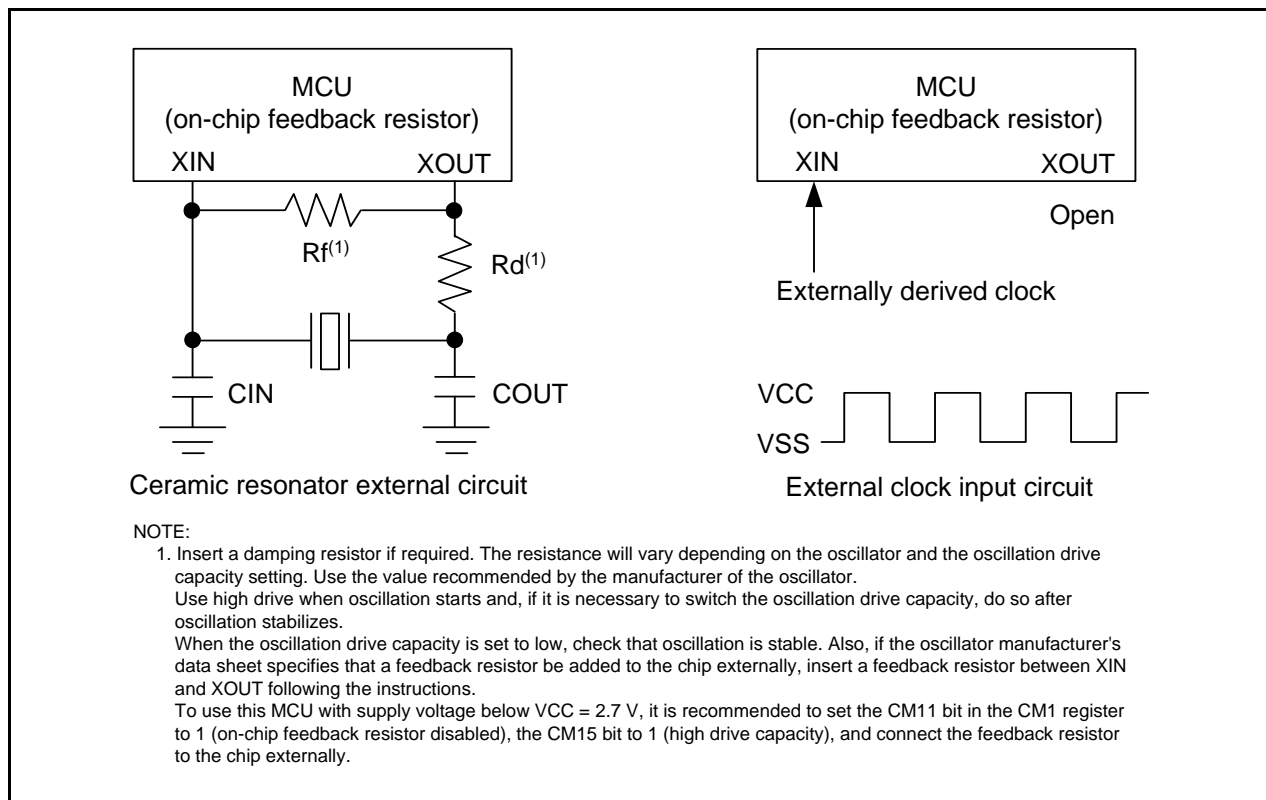 MCU
(on-chip feedback resistor)
XIN XOUT
Rf(1)
Rd(1)
CIN COUT
Ceramic resonator external circuit
MCU
(on-chip feedback resistor)
XIN XOUT
Open
Externally derived clock
VCC
VSS
External clock input circuit
NOTE:
1. Insert a damping resistor if required. The resistance will vary depending on the oscillator and the oscillation drive
capacity setting. Use the value recommended by the manufacturer of the oscillator.
Use high drive when oscillation starts and, if it is necessary to switch the oscillation drive capacity, do so after
oscillation stabilizes.
When the oscillation drive capacity is set to low, check that oscillation is stable. Also, if the oscillator manufacturer's
data sheet specifies that a feedback resistor be added to the chip externally, insert a feedback resistor between XIN
and XOUT following the instructions.
To use this MCU with supply voltage below VCC = 2.7 V, it is recommended to set the CM11 bit in the CM1 register
to 1 (on-chip feedback resistor disabled), the CM15 bit to 1 (high drive capacity), and connect the feedback resistor
to the chip externally.